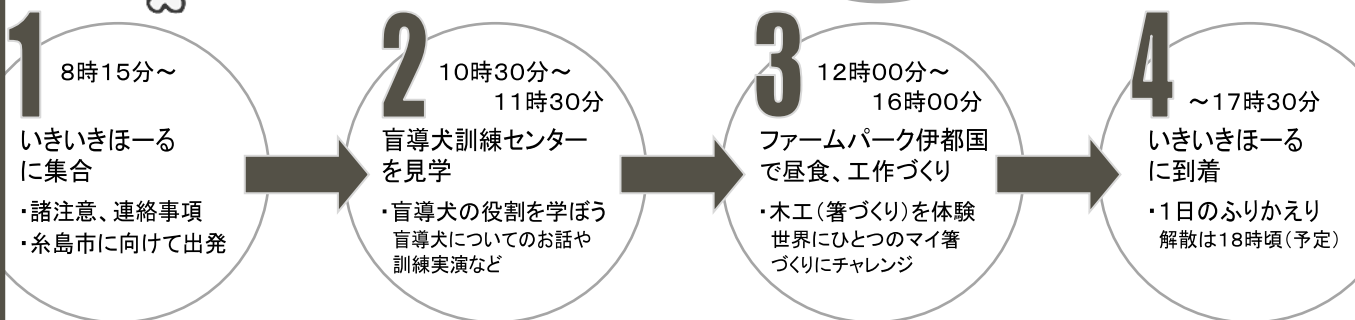 1
8時15分~
いきいきほーる
に集合
・諸注意、連絡事項
・糸島市に向けて出発
2
10時30分~
11時30分
盲導犬訓練センター
を見学
・盲導犬の役割を学ぼう
盲導犬についてのお話や
訓練実演など
3
12時00分~
16時00分
ファームパーク伊都国
で昼食、工作づくり
・木工(箸づくり)を体験
世界にひとつのマイ箸
づくりにチャレンジ
4
~17時30分
いきいきほーる
に到着
・1日のふりかえり
解散は18時頃(予定)